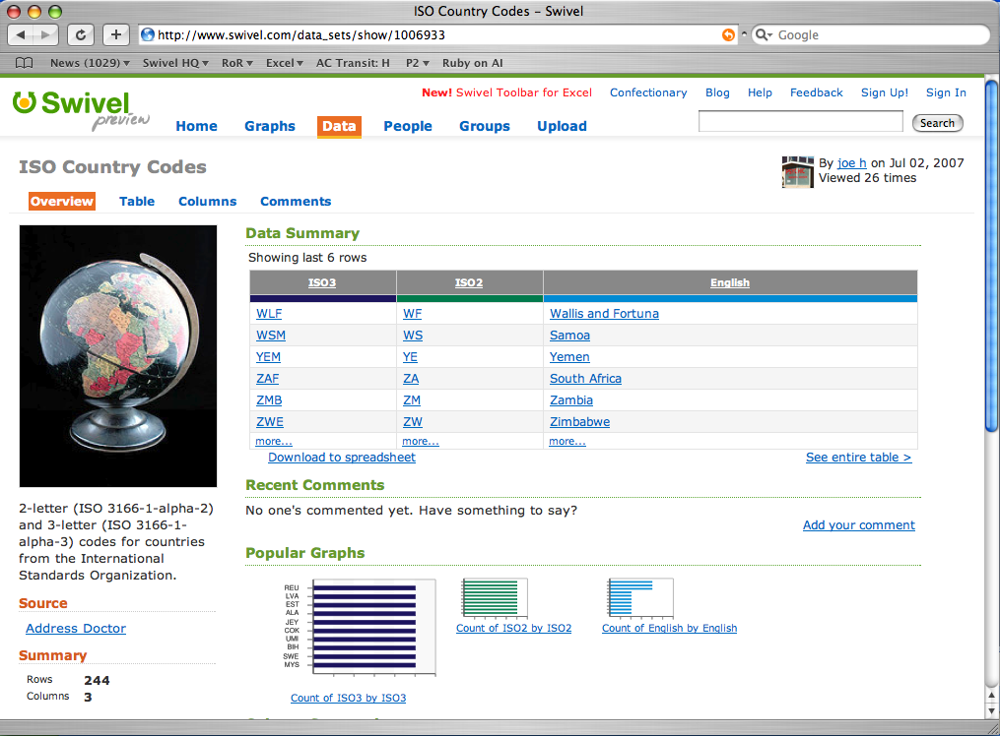 ISO Country Codes – Swivel
http://www.swivel.com/data_sets/show/1006933
Google
News (1029) Swivel HQ RoR Excel AC Transit: H P2 Ruby on AI
New! Swivel Toolbar for Excel Confectionary Blog Help Feedback Sign Up! Sign In
Swivel
preview
Home Graphs Data People Groups Upload
Search
ISO Country Codes
By joe h on Jul 02, 2007
Viewed 26 times
Overview Table Columns Comments
Data Summary
Showing last 6 rows
ISO3 ISO2 English
WLF WF Wallis and Fortuna
WSM WS Samoa
YEM YE Yemen
ZAF ZA South Africa
ZMB ZM Zambia
ZWE ZW Zimbabwe
more... more... more...
Download to spreadsheet See entire table >
Recent Comments
No one's commented yet. Have something to say?
Add your comment
Popular Graphs
REU
LVA
EST
ALA
JEY
COK
UMI
BIH
SWE
MYS
Count of ISO3 by ISO3
Count of ISO2 by ISO2
Count of English by English
2-letter (ISO 3166-1-alpha-2)
and 3-letter (ISO 3166-1-
alpha-3) codes for countries
from the International
Standards Organization.
Source
Address Doctor
Summary
Rows 244
Columns 3